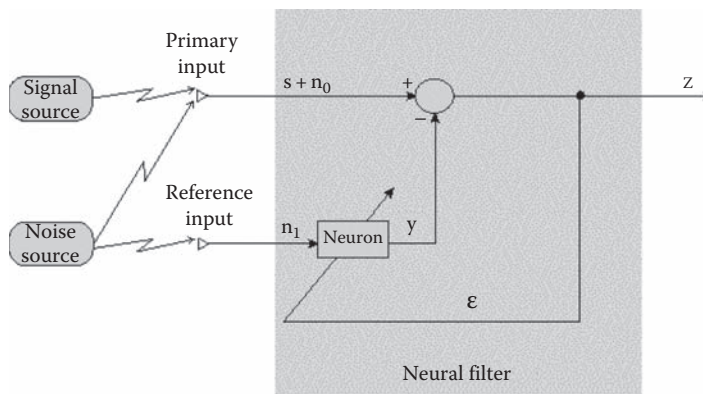 Primary
input
Signal
source
s + n₀
+
−
z
Reference
input
Noise
source
n₁
Neuron
y
ε
Neural filter